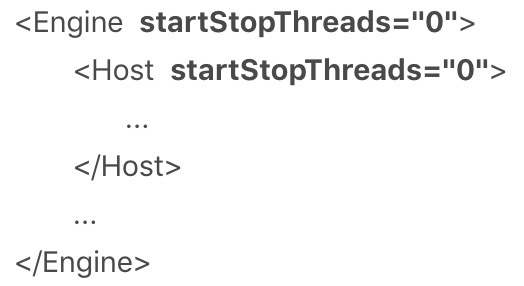 <Engine startStopThreads="0">
<Host startStopThreads="0">
...
</Host>
...
</Engine>